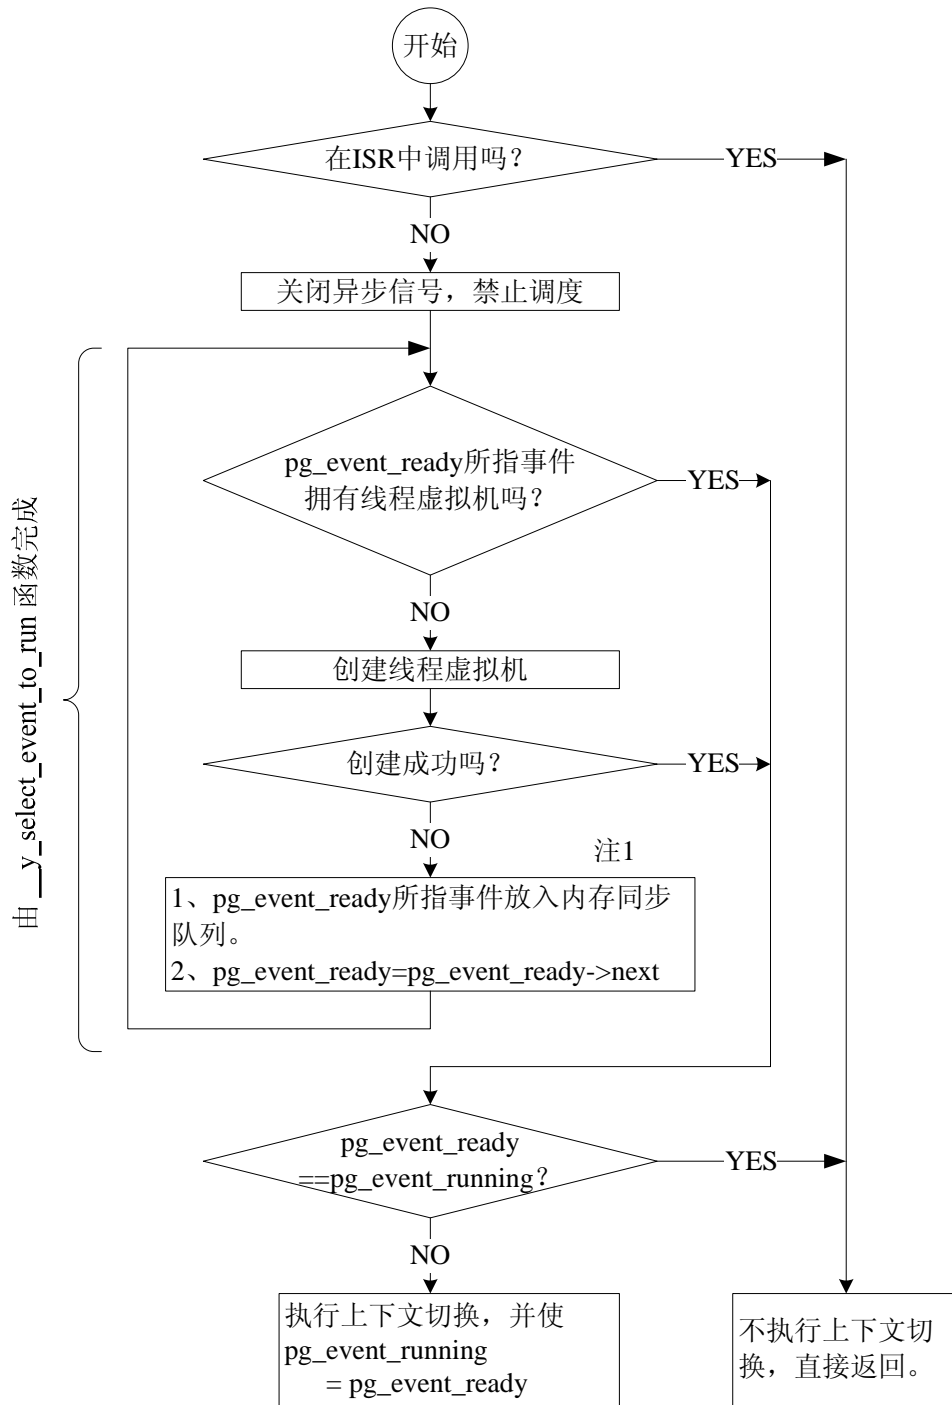 开始
在ISR中调用吗？
YES
NO
关闭异步信号，禁止调度
pg_event_ready所指事件
拥有线程虚拟机吗？
YES
NO
创建线程虚拟机
创建成功吗？
YES
NO
注1
1、pg_event_ready所指事件放入内存同步
队列。
2、pg_event_ready=pg_event_ready->next
由 __y_select_event_to_run 函数完成
pg_event_ready
==pg_event_running？
YES
NO
执行上下文切换，并使
pg_event_running
= pg_event_ready
不执行上下文切
换，直接返回。